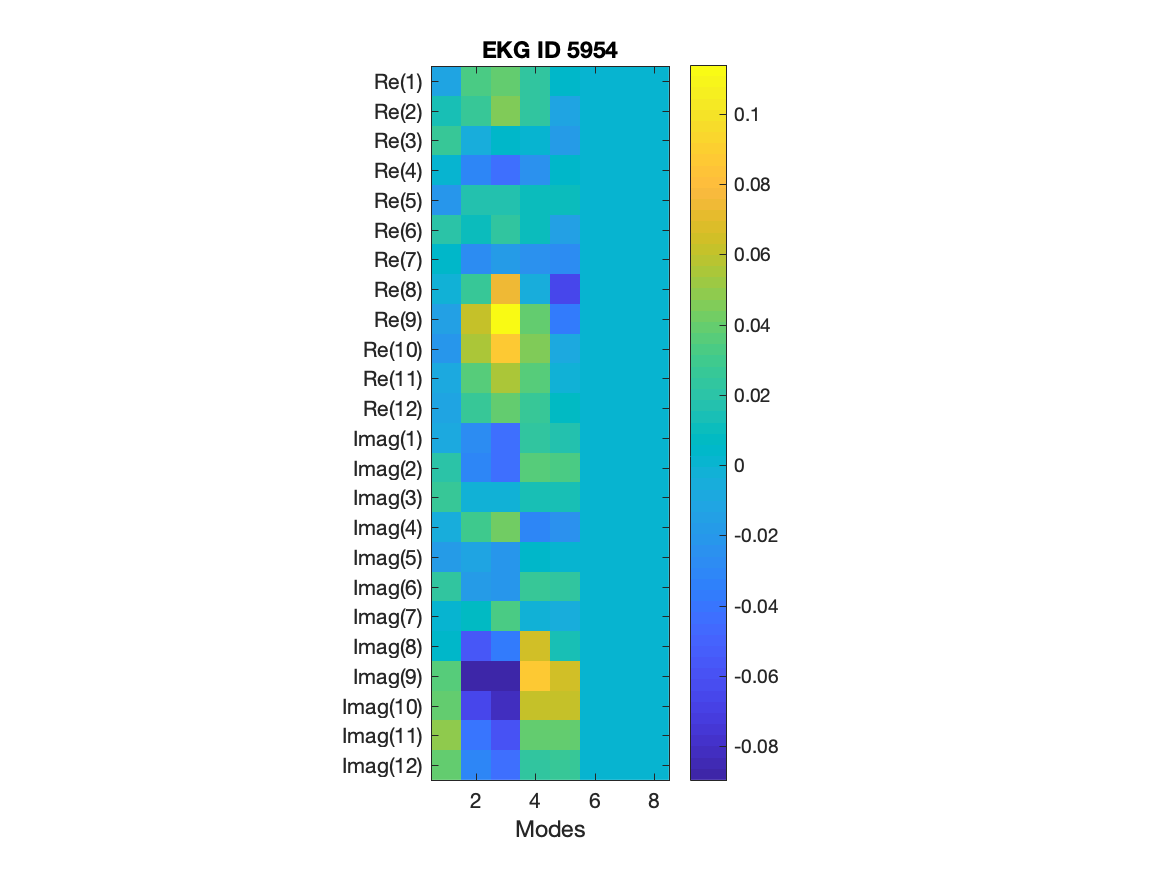 EKG ID 5954
Re(1)
Re(2)
Re(3)
Re(4)
Re(5)
Re(6)
Re(7)
Re(8)
Re(9)
Re(10)
Re(11)
Re(12)
Imag(1)
Imag(2)
Imag(3)
Imag(4)
Imag(5)
Imag(6)
Imag(7)
Imag(8)
Imag(9)
Imag(10)
Imag(11)
Imag(12)
2 4 6 8
Modes
0.1
0.08
0.06
0.04
0.02
0
-0.02
-0.04
-0.06
-0.08